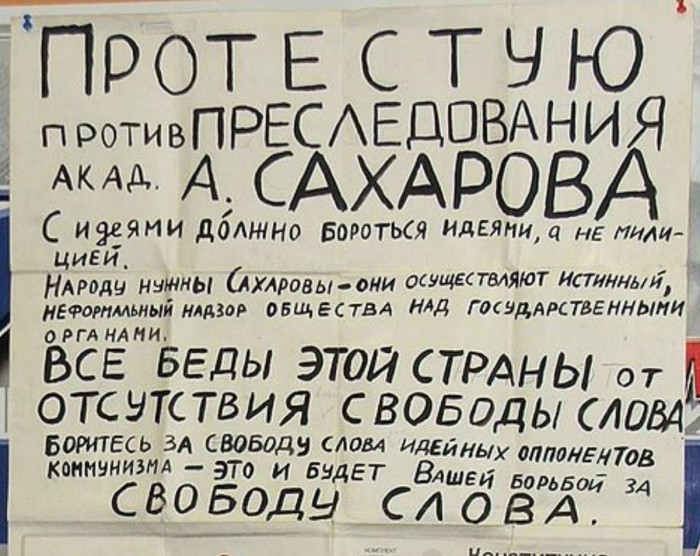 ПРОТЕСТУЮ
ПРОТИВ ПРЕСЛЕДОВАНИЯ
АКАД. А. САХАРОВА
С идеями до́лжно бороться идеями, а не мили-
цией.
Народу нужны Сахаровы – они осуществляют истинный,
неформальный надзор общества над государственными
органами.
ВСЕ БЕДЫ ЭТОЙ СТРАНЫ от
ОТСУТСТВИЯ СВОБОДЫ СЛОВА
Боритесь за свободу слова идейных оппонентов
коммунизма – это и будет Вашей борьбой за
СВОБОДУ СЛОВА.